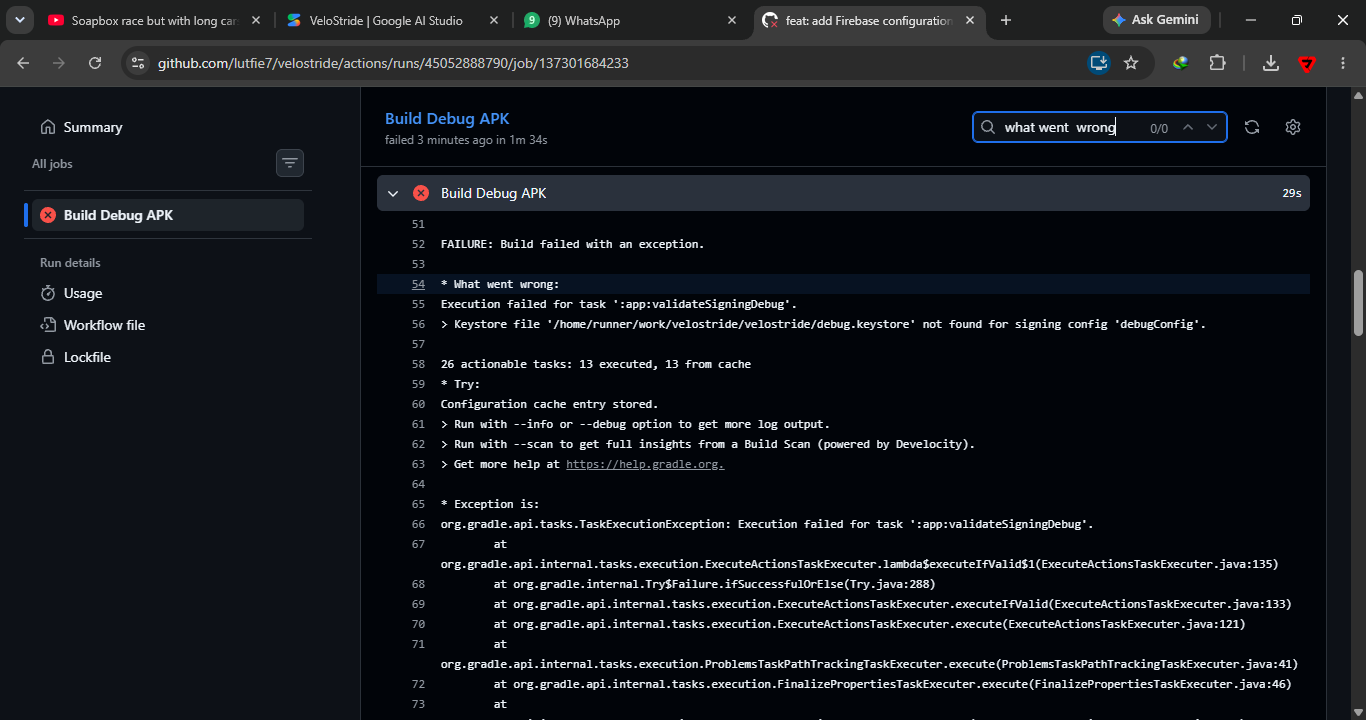 Soapbox race but with long car
VeloStride | Google AI Studio
9
(9) WhatsApp
feat: add Firebase configuration
Ask Gemini
github.com/lutfie7/velostride/actions/runs/45052888790/job/137301684233
Summary
All jobs
Build Debug APK
Run details
Usage
Workflow file
Lockfile
Build Debug APK
failed 3 minutes ago in 1m 34s
what went  wrong
0/0
Build Debug APK
29s
51
52 FAILURE: Build failed with an exception.
53
54 * What went wrong:
55 Execution failed for task ':app:validateSigningDebug'.
56 > Keystore file '/home/runner/work/velostride/velostride/debug.keystore' not found for signing config 'debugConfig'.
57
58 26 actionable tasks: 13 executed, 13 from cache
59 * Try:
60 Configuration cache entry stored.
61 > Run with --info or --debug option to get more log output.
62 > Run with --scan to get full insights from a Build Scan (powered by Develocity).
63 > Get more help at https://help.gradle.org.
64
65 * Exception is:
66 org.gradle.api.tasks.TaskExecutionException: Execution failed for task ':app:validateSigningDebug'.
67 at
org.gradle.api.internal.tasks.execution.ExecuteActionsTaskExecuter.lambda$executeIfValid$1(ExecuteActionsTaskExecuter.java:135)
68 at org.gradle.internal.Try$Failure.ifSuccessfulOrElse(Try.java:288)
69 at org.gradle.api.internal.tasks.execution.ExecuteActionsTaskExecuter.executeIfValid(ExecuteActionsTaskExecuter.java:133)
70 at org.gradle.api.internal.tasks.execution.ExecuteActionsTaskExecuter.execute(ExecuteActionsTaskExecuter.java:121)
71 at
org.gradle.api.internal.tasks.execution.ProblemsTaskPathTrackingTaskExecuter.execute(ProblemsTaskPathTrackingTaskExecuter.java:41)
72 at org.gradle.api.internal.tasks.execution.FinalizePropertiesTaskExecuter.execute(FinalizePropertiesTaskExecuter.java:46)
73 at